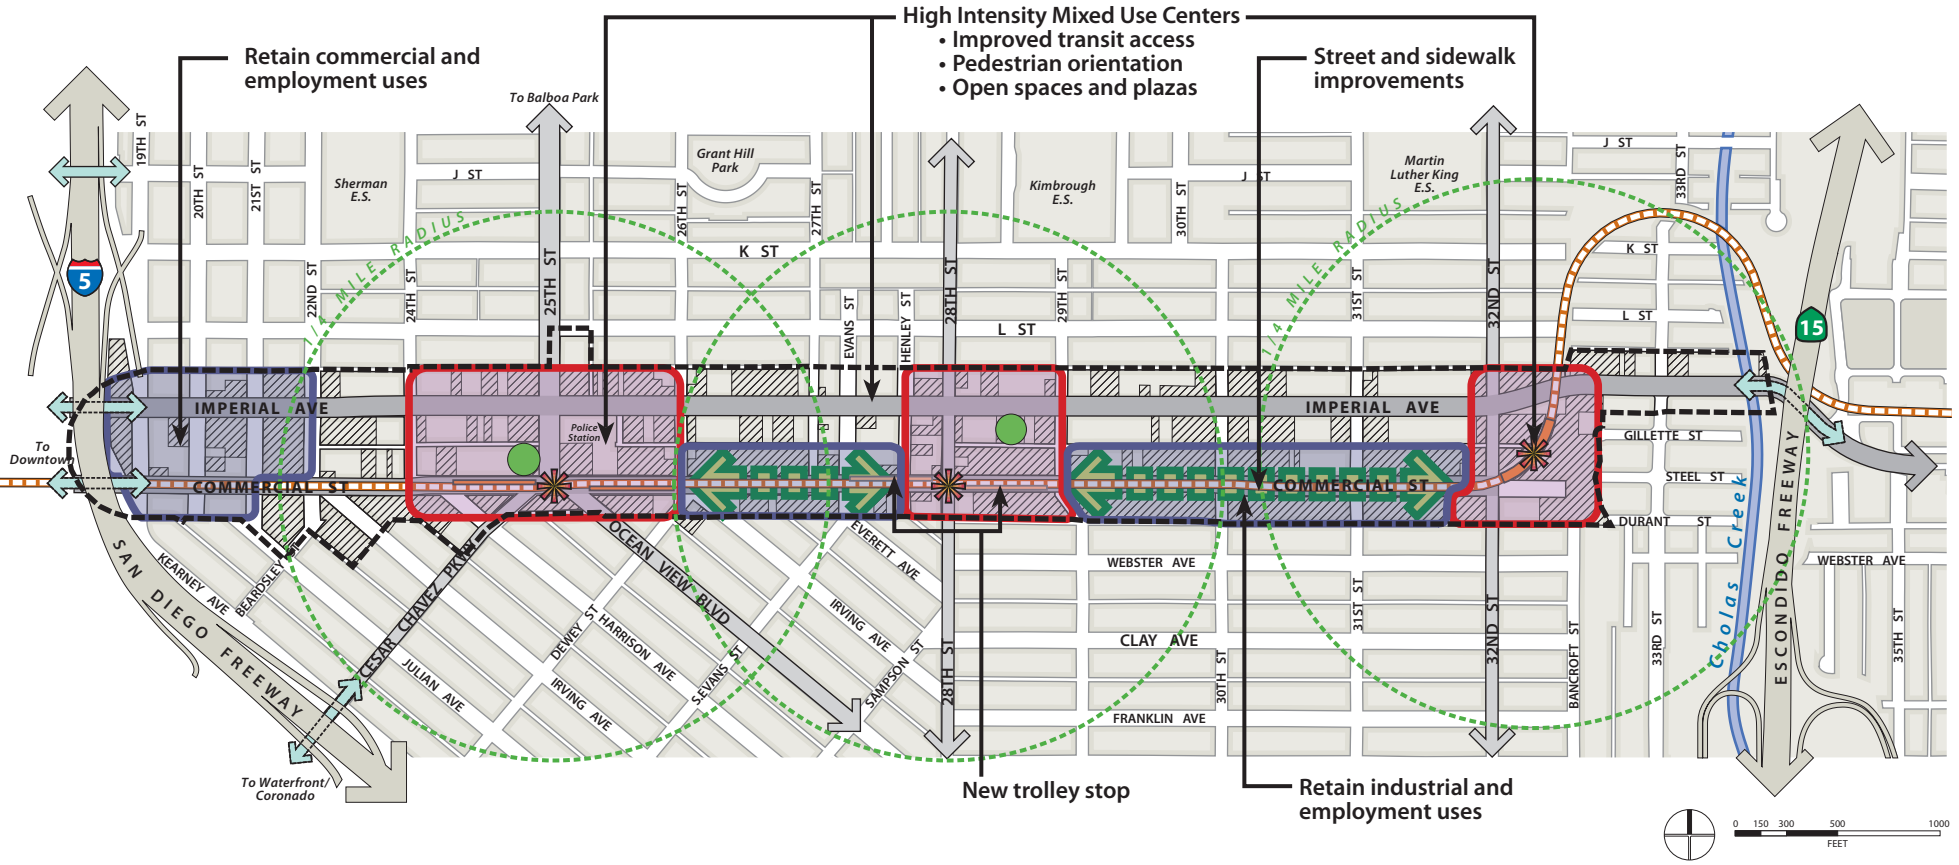 High Intensity Mixed Use Centers
• Improved transit access
• Pedestrian orientation
• Open spaces and plazas
Retain commercial and
employment uses
Street and sidewalk
improvements
To Balboa Park
19TH ST
20TH ST
21ST ST
Sherman
E.S.
J ST
Grant Hill
Park
26TH ST
27TH ST
Kimbrough
E.S.
30TH ST
J ST
Martin
Luther King
E.S.
J ST
33RD ST
1/4 MILE RADIUS
1/4 MILE RADIUS
K ST
K ST
5
22ND ST
24TH ST
25TH ST
EVANS ST
HENLEY ST
28TH ST
29TH ST
31ST ST
32ND ST
L ST
L ST
15
IMPERIAL AVE
IMPERIAL AVE
Police
Station
To
Downtown
GILLETTE ST
COMMERCIAL ST
COMMERCIAL ST
STEEL ST
DURANT ST
SAN DIEGO FREEWAY
KEARNEY AVE
BEARDSLEY
CESAR CHAVEZ PKWY
OCEAN VIEW BLVD
EVERETT AVE
WEBSTER AVE
WEBSTER AVE
Cholas Creek
ESCONDIDO FREEWAY
JULIAN AVE
DEWEY ST
HARRISON AVE
IRVING AVE
IRVING AVE
S.EVANS ST
SAMPSON ST
28TH ST
CLAY AVE
30TH ST
31ST ST
32ND ST
BANCROFT ST
33RD ST
35TH ST
FRANKLIN AVE
To Waterfront/
Coronado
New trolley stop
Retain industrial and
employment uses
0 150 300 500 1000
FEET